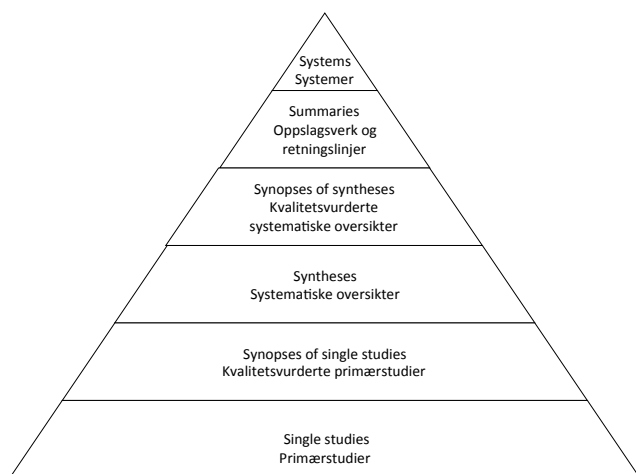 Systems
Systemer
Summaries
Oppslagsverk og
retningslinjer
Synopses of syntheses
Kvalitetsvurderte
systematiske oversikter
Syntheses
Systematiske oversikter
Synopses of single studies
Kvalitetsvurderte primærstudier
Single studies
Primærstudier